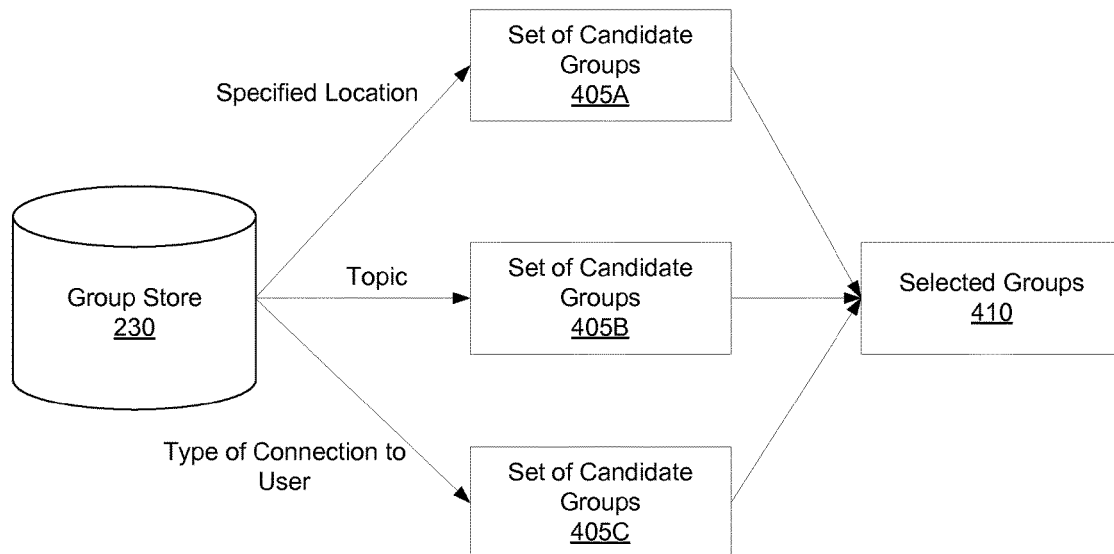 Set of Candidate
Groups
405A
Specified Location
Group Store
230
Topic
Set of Candidate
Groups
405B
Selected Groups
410
Type of Connection to
User
Set of Candidate
Groups
405C